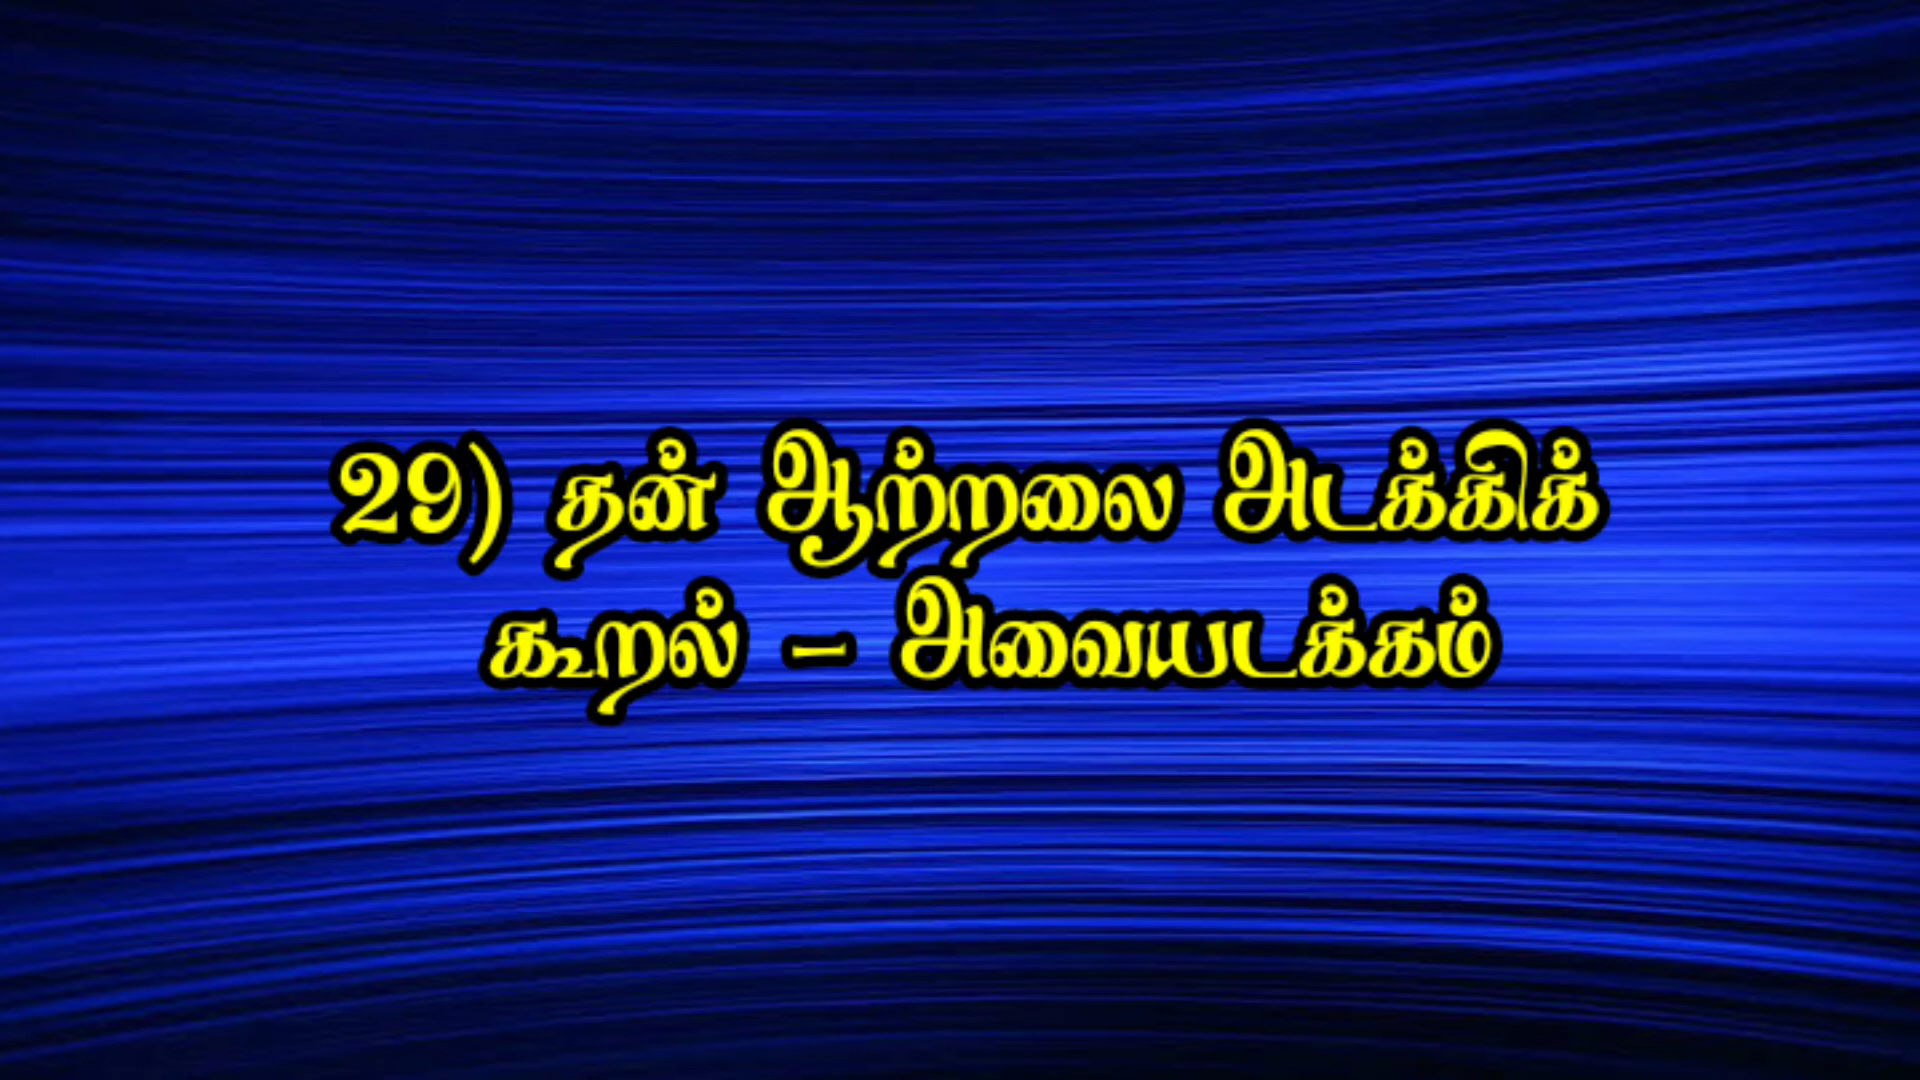 29) தன் ஆற்றலை அடக்கிக்
கூறல் - அவையடக்கம்